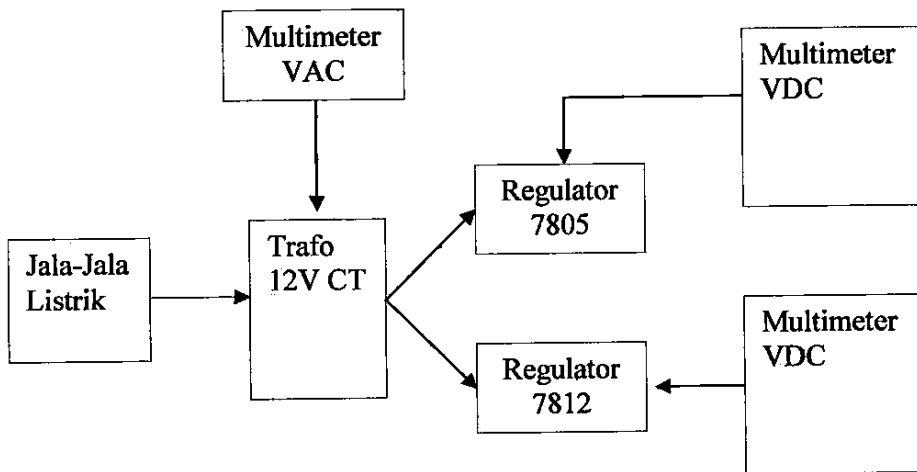 Multimeter
VAC
Multimeter
VDC
Regulator
7805
Jala-Jala
Listrik
Trafo
12V CT
Regulator
7812
Multimeter
VDC